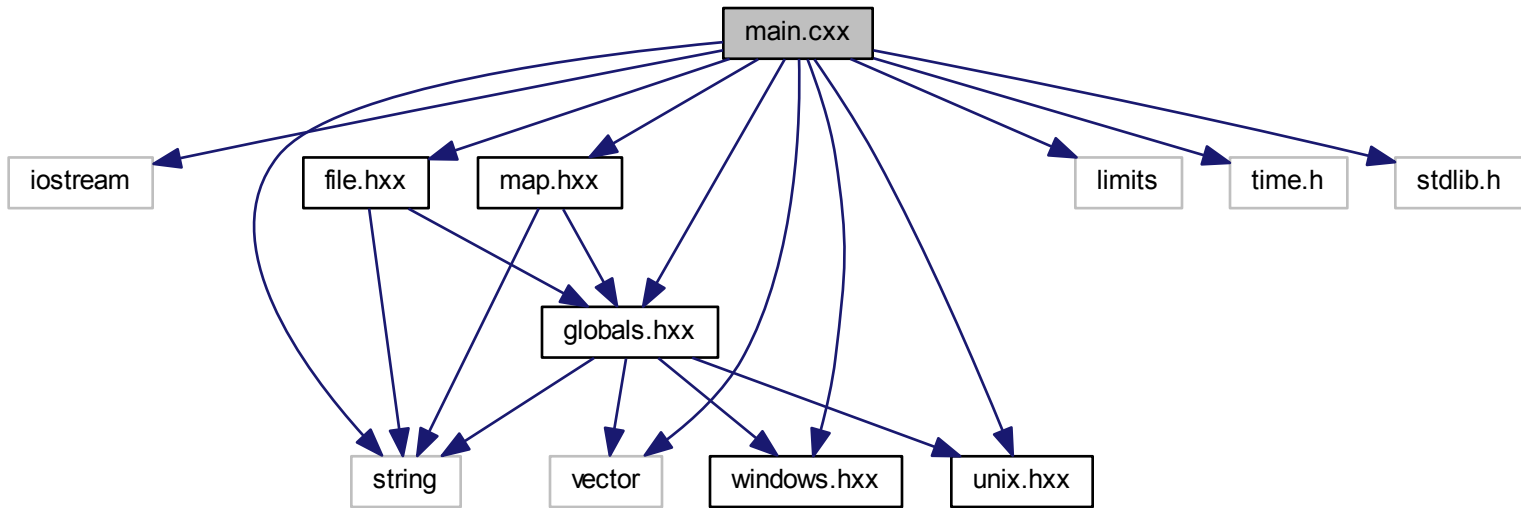 main.cxx
iostream
file.hxx
map.hxx
limits
time.h
stdlib.h
globals.hxx
string
vector
windows.hxx
unix.hxx